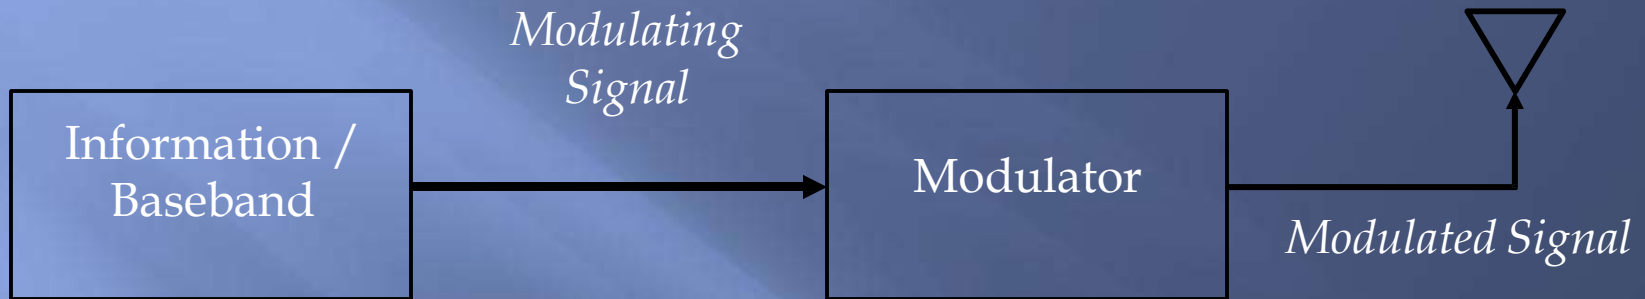 Modulating
Signal
Information /
Baseband
Modulator
Modulated Signal